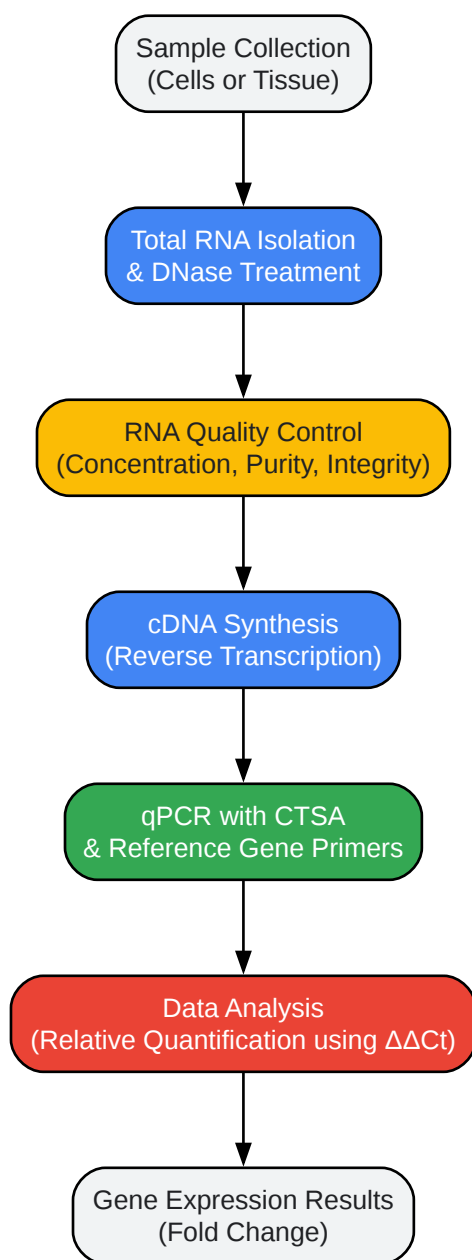 Sample Collection
(Cells or Tissue)
Total RNA Isolation
& DNase Treatment
RNA Quality Control
(Concentration, Purity, Integrity)
cDNA Synthesis
(Reverse Transcription)
qPCR with CTSA
& Reference Gene Primers
Data Analysis
(Relative Quantification using ΔΔCt)
Gene Expression Results
(Fold Change)